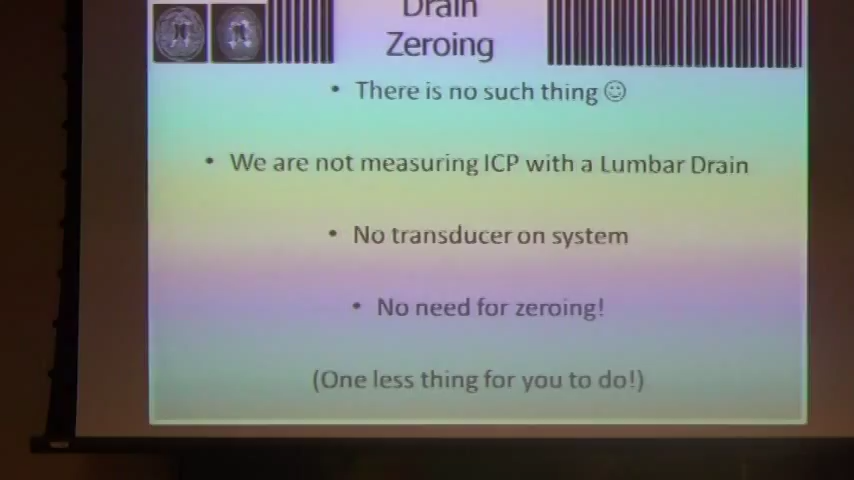 Drain
Zeroing
• There is no such thing ☺
• We are not measuring ICP with a Lumbar Drain
• No transducer on system
• No need for zeroing!
(One less thing for you to do!)